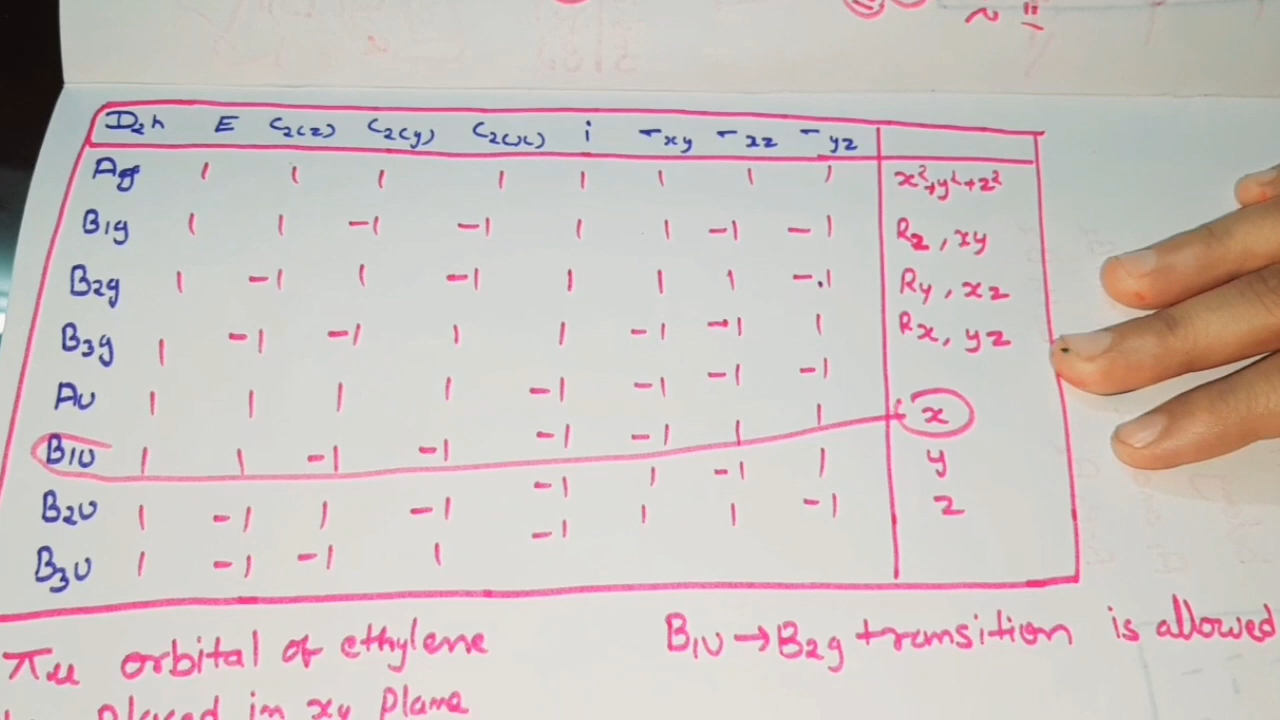 ~ ll
D2h E C2(z) C2(y) C2(x) i σxy σxz σyz
Ag 1 1 1 1 1 1 1 1 x²+y²+z²
B1g 1 1 -1 -1 1 1 -1 -1 Rz, xy
B2g 1 -1 1 -1 1 1 1 -1 Ry, xz
B3g 1 -1 -1 1 1 -1 -1 1 Rx, yz
AU 1 1 1 1 -1 -1 -1 -1
B1U 1 1 -1 -1 -1 -1 1 1 x
B2U 1 -1 1 -1 -1 1 -1 1 y
B3U 1 -1 -1 1 -1 1 1 -1 z
πu orbital of ethylene
B1U → B2g transition is allowed
placed in xy plane